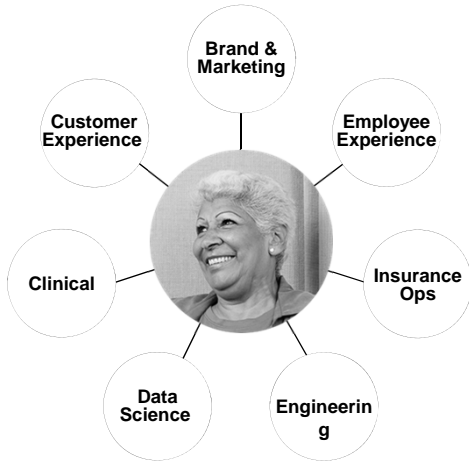 Brand &
Marketing
Customer
Experience
Employee
Experience
Clinical
Insurance
Ops
Data
Science
Engineerin
g